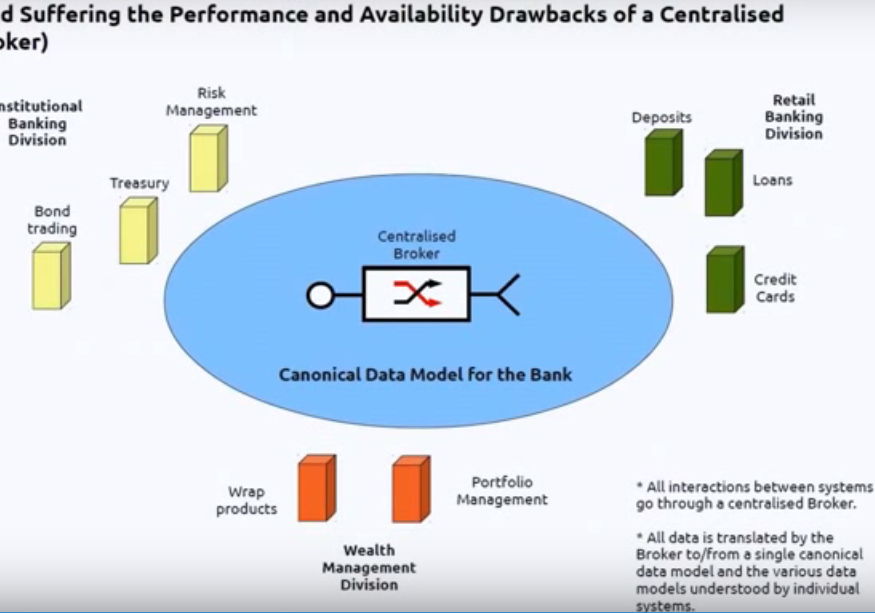 d Suffering the Performance and Availability Drawbacks of a Centralised
oker)
nstitutional
Banking
Division
Risk
Management
Treasury
Bond
trading
Deposits
Retail
Banking
Division
Loans
Credit
Cards
Centralised
Broker
Canonical Data Model for the Bank
Wrap
products
Portfolio
Management
Wealth
Management
Division
* All interactions between systems
go through a centralised Broker.
* All data is translated by the
Broker to/from a single canonical
data model and the various data
models understood by individual
systems.